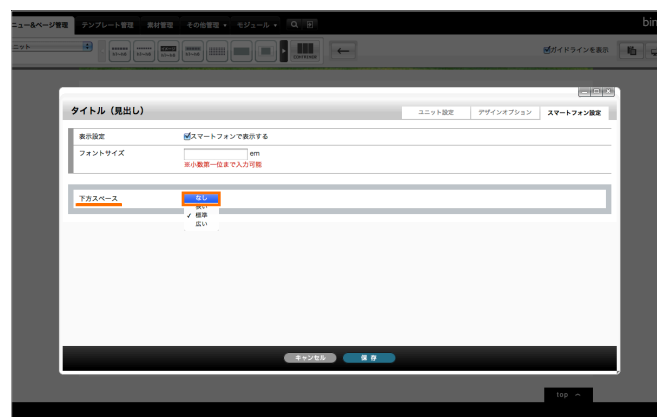 ニュー&ページ管理 テンプレート管理 素材管理 その他管理 モジュール
bin
ニット
CONTAINER
ガイドラインを表示
タイトル（見出し）
ユニット設定 デザインオプション スマートフォン設定
表示設定 スマートフォンで表示する
フォントサイズ em
※小数第一位まで入力可能
下方スペース なし
狭い
✓ 標準
広い
キャンセル 保 存
top